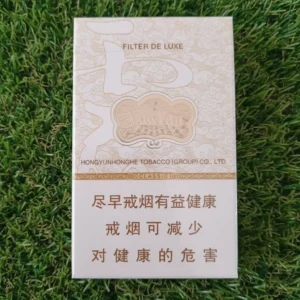 FILTER DE LUXE
HONGYUNHONGHE TOBACCO (GROUP) CO., LTD
尽早戒烟有益健康
戒烟可减少
对健康的危害